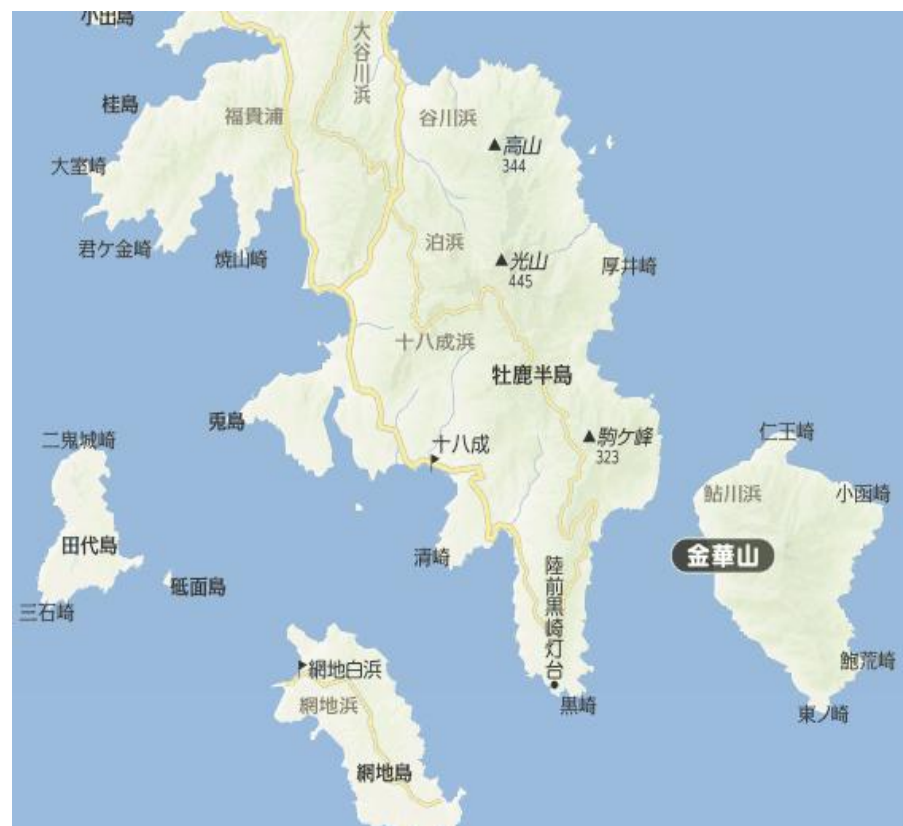 小田島
大谷川浜
桂島
福貴浦
谷川浜
高山
344
大室崎
君ケ金崎
焼山崎
泊浜
光山
445
厚井崎
十八成浜
牡鹿半島
兎島
二鬼城崎
十八成
駒ケ峰
323
仁王崎
鮎川浜
小函崎
田代島
清崎
金華山
砥面島
陸前黒崎灯台
三石崎
網地白浜
網地浜
黒崎
鮑荒崎
東ノ崎
網地島